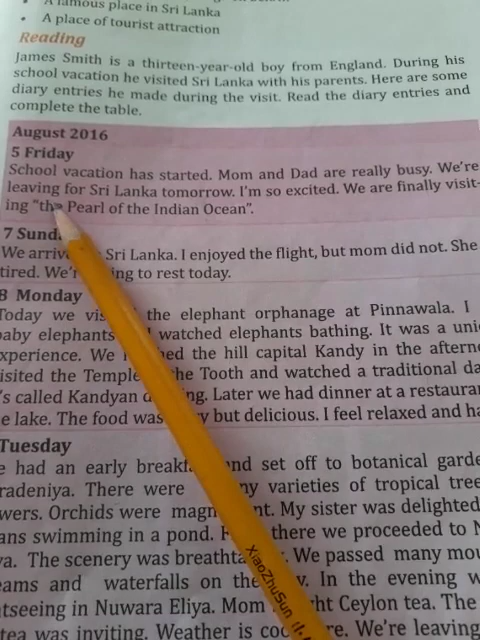 A famous place in Sri Lanka
• A place of tourist attraction
Reading
James Smith is a thirteen-year-old boy from England. During his
school vacation he visited Sri Lanka with his parents. Here are some
diary entries he made during the visit. Read the diary entries and
complete the table.
August 2016
5 Friday
School vacation has started. Mom and Dad are really busy. We're
leaving for Sri Lanka tomorrow. I'm so excited. We are finally visit-
ing "the Pearl of the Indian Ocean".
7 Sund
We arriv Sri Lanka. I enjoyed the flight, but mom did not. She
tired. We'r ing to rest today.
8 Monday
Today we vis the elephant orphanage at Pinnawala. I
baby elephants watched elephants bathing. It was a uni
xperience. We hed the hill capital Kandy in the aftern
isited the Temple he Tooth and watched a traditional da
's called Kandyan d ng. Later we had dinner at a restaura
e lake. The food was y but delicious. I feel relaxed and ha
Tuesday
e had an early breakf and set off to botanical garde
radeniya. There were ny varieties of tropical tree
wers. Orchids were magn nt. My sister was delighted
ans swimming in a pond. there we proceeded to N
ya. The scenery was breathta . We passed many mou
eams and waterfalls on the y. In the evening w
htseeing in Nuwara Eliya. Mom ht Ceylon tea. The
tea was inviting. Weather is coo re. We're leaving
XiaoZhuSun